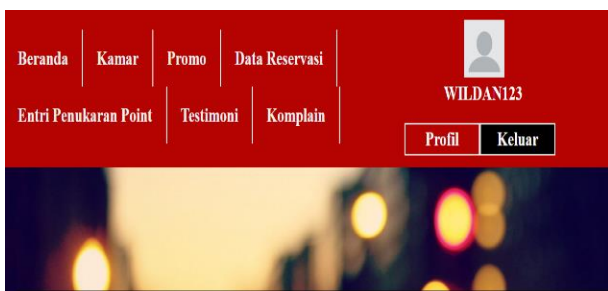 Beranda Kamar Promo Data Reservasi
Entri Penukaran Point Testimoni Komplain
WILDAN123
Profil Keluar